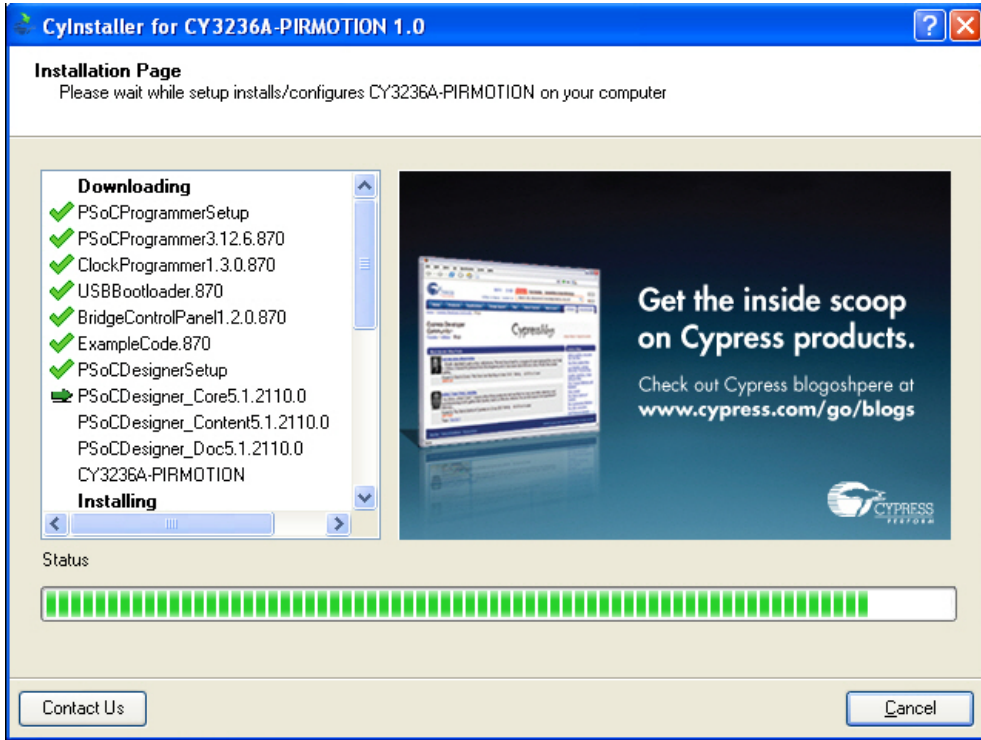 CyInstaller for CY3236A-PIRMOTION 1.0
Installation Page
Please wait while setup installs/configures CY3236A-PIRMOTION on your computer
Downloading
PSoCProgrammerSetup
PSoCProgrammer3.12.6.870
ClockProgrammer1.3.0.870
USBBootloader.870
BridgeControlPanel1.2.0.870
ExampleCode.870
PSoCDesignerSetup
PSoCDesigner_Core5.1.2110.0
PSoCDesigner_Content5.1.2110.0
PSoCDesigner_Doc5.1.2110.0
CY3236A-PIRMOTION
Installing
Get the inside scoop
on Cypress products.
Check out Cypress blogoshpere at
www.cypress.com/go/blogs
CYPRESS
PERFORM
Status
Contact Us
Cancel